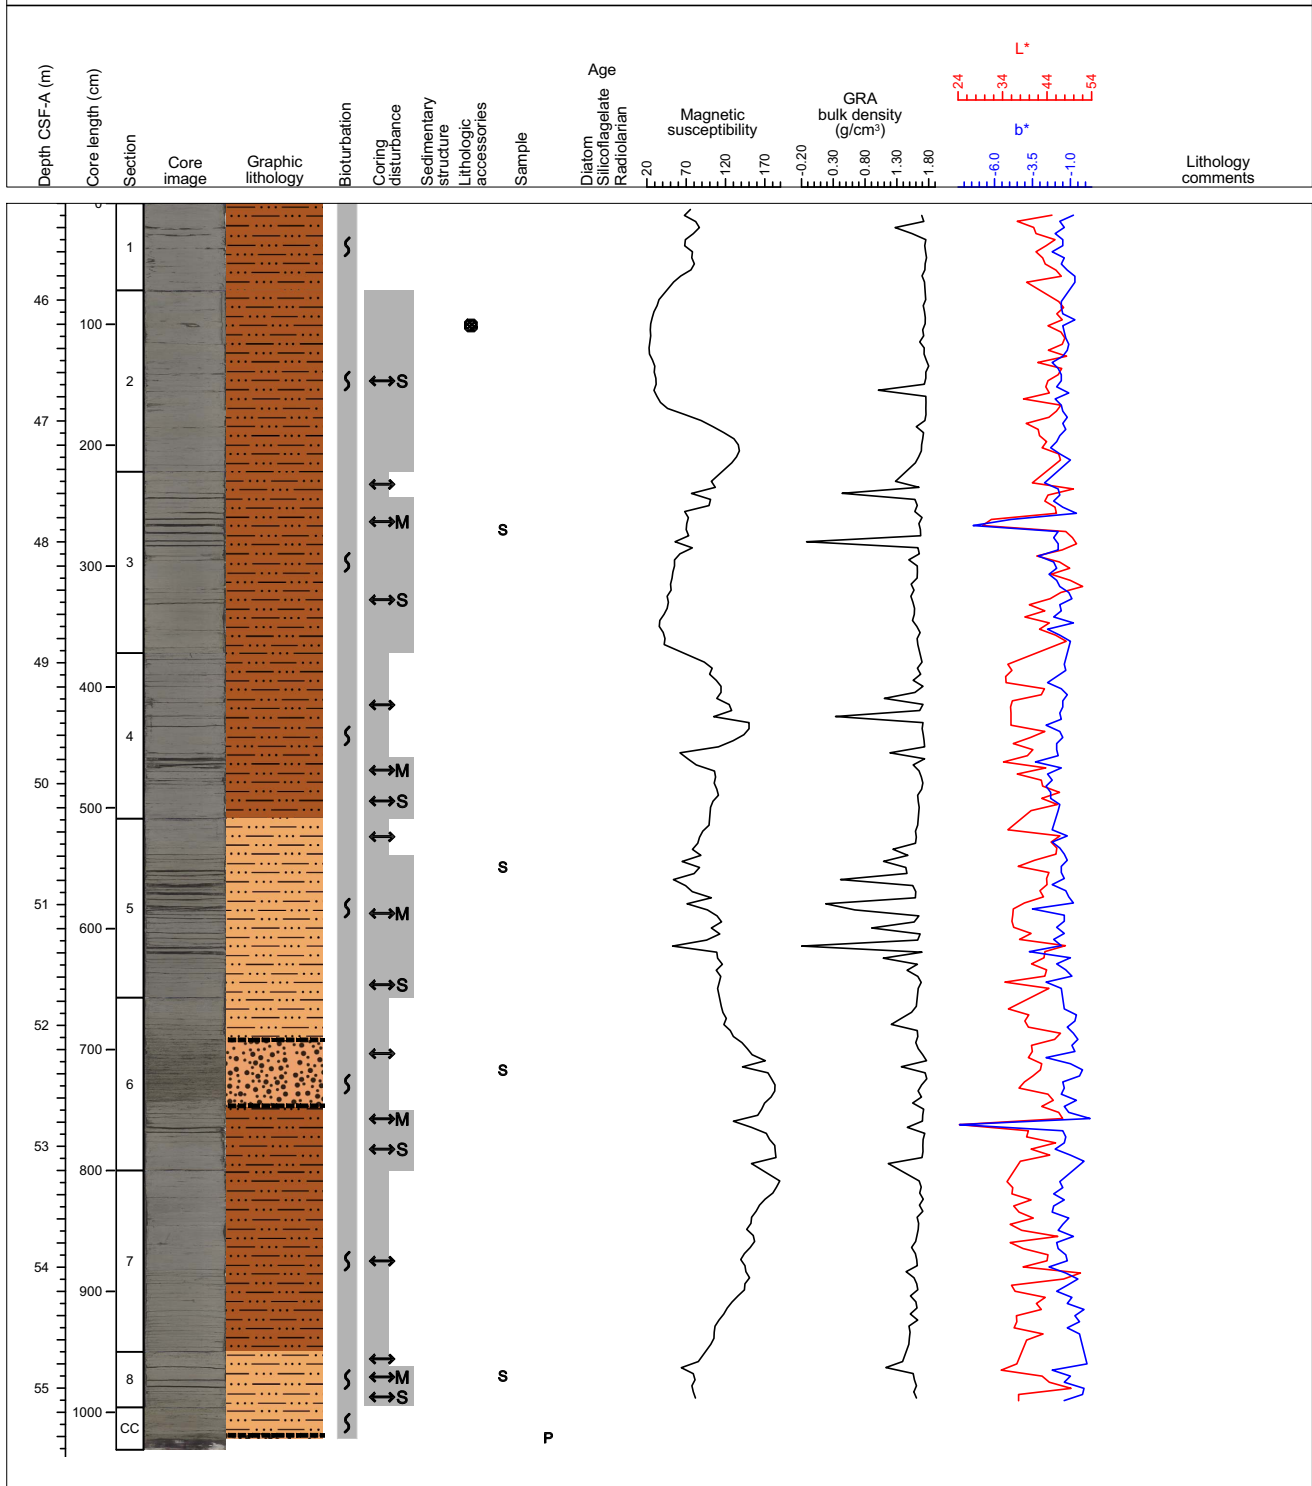 Depth CSF-A (m)
Core length (cm)
Section
Core
image
Graphic
lithology
Bioturbation
Coring
disturbance
Sedimentary
structure
Lithologic
accessories
Sample
Age
Diatom
Silicoflagelate
Radiolarian
Magnetic
susceptibility
20 70 120 170
GRA
bulk density
(g/cm³)
-0.20 0.30 0.80 1.30 1.80
L*
24 34 44 54
b*
-6.0 -3.5 -1.0
Lithology
comments
0
1
46
100
2
S
47
200
M
S
48
3
300
S
49
400
4
M
50
500
S
S
5
51
M
600
S
52
700
S
6
M
53
S
800
7
54
900
8
M
S
55
S
1000
CC
P